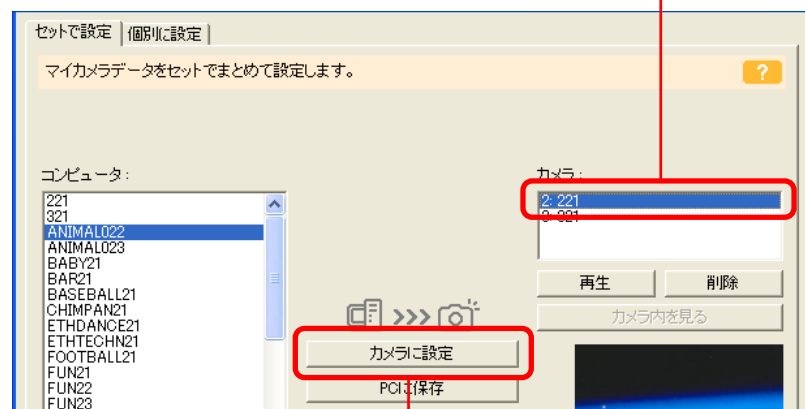 セットで設定 個別に設定
マイカメラデータをセットでまとめて設定します。 ?
コンピュータ:
221
321
ANIMAL022
ANIMAL023
BABY21
BAR21
BASEBALL21
CHIMPAN21
ETHDANCE21
ETHTECHN21
FOOTBALL21
FUN21
FUN22
FUN23
>>>
カメラに設定
PCに保存
カメラ:
2: 221
3: 321
再生 削除
カメラ内を見る